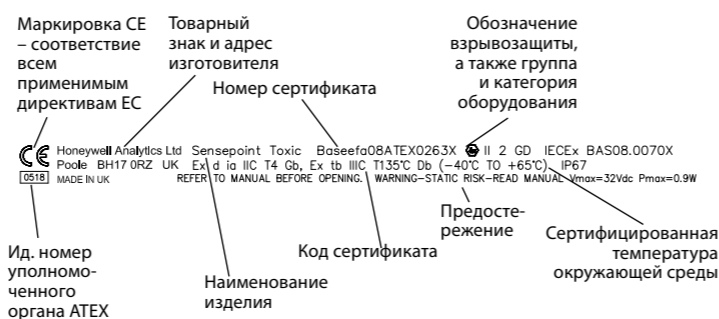 Маркировка CE
– соответствие
всем
применимым
директивам ЕС
Товарный
знак и адрес
изготовителя
Номер сертификата
Обозначение
взрывозащиты,
а также группа
и категория
оборудования
CE Honeywell Analytics Ltd Sensepoint Toxic Baseefa08ATEX0263X Ex II 2 GD IECEx BAS08.0070X
Poole BH17 0RZ UK Ex d ia IIC T4 Gb, Ex tb IIIC T135°C Db (–40°C TO +65°C) IP67
0518 MADE IN UK REFER TO MANUAL BEFORE OPENING. WARNING–STATIC RISK–READ MANUAL Vmax=32Vdc Pmax=0.9W
Ид. номер
уполномо-
ченного
органа ATEX
Наименование
изделия
Код сертификата
Предосте-
режение
Сертифицированная
температура
окружающей среды